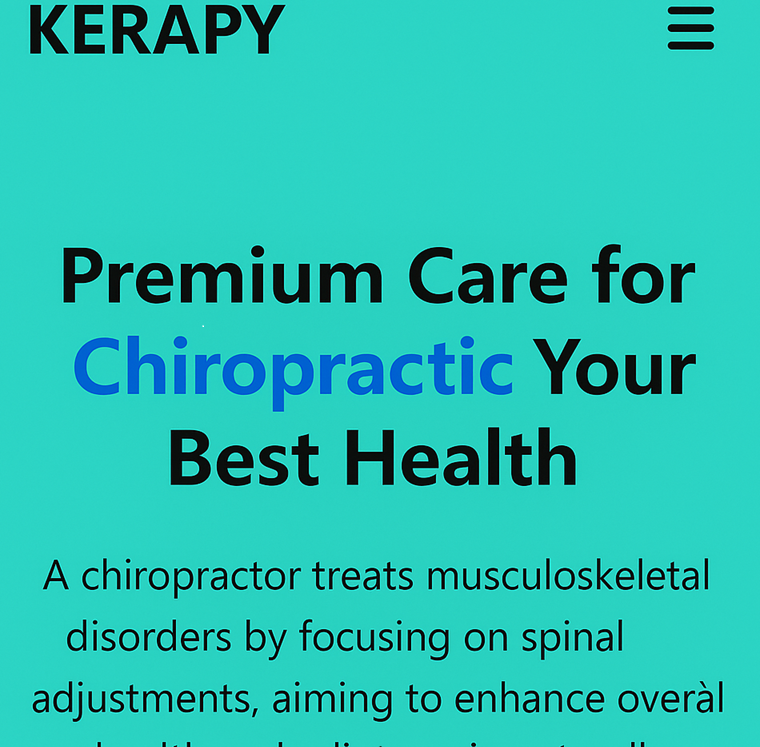 KERAPY
Premium Care for
Chiropractic Your
Best Health
A chiropractor treats musculoskeletal
disorders by focusing on spinal
adjustments, aiming to enhance overàl